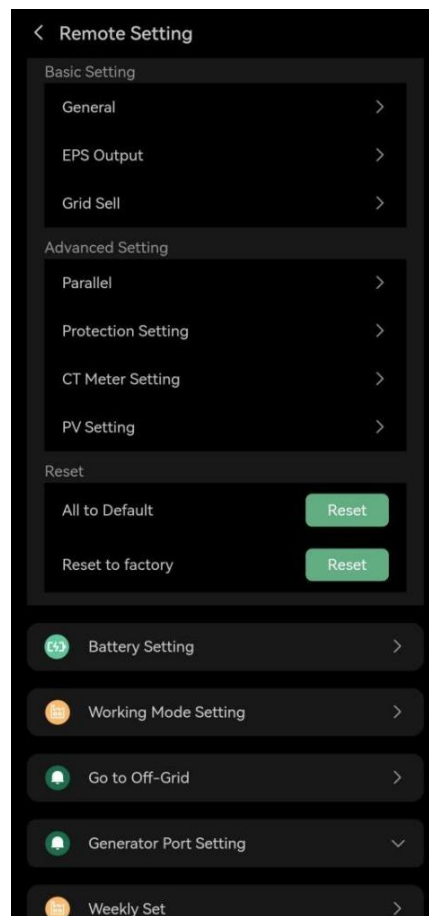 Remote Setting
Basic Setting
General
EPS Output
Grid Sell
Advanced Setting
Parallel
Protection Setting
CT Meter Setting
PV Setting
Reset
All to Default Reset
Reset to factory Reset
Battery Setting
Working Mode Setting
Go to Off-Grid
Generator Port Setting
Weekly Set